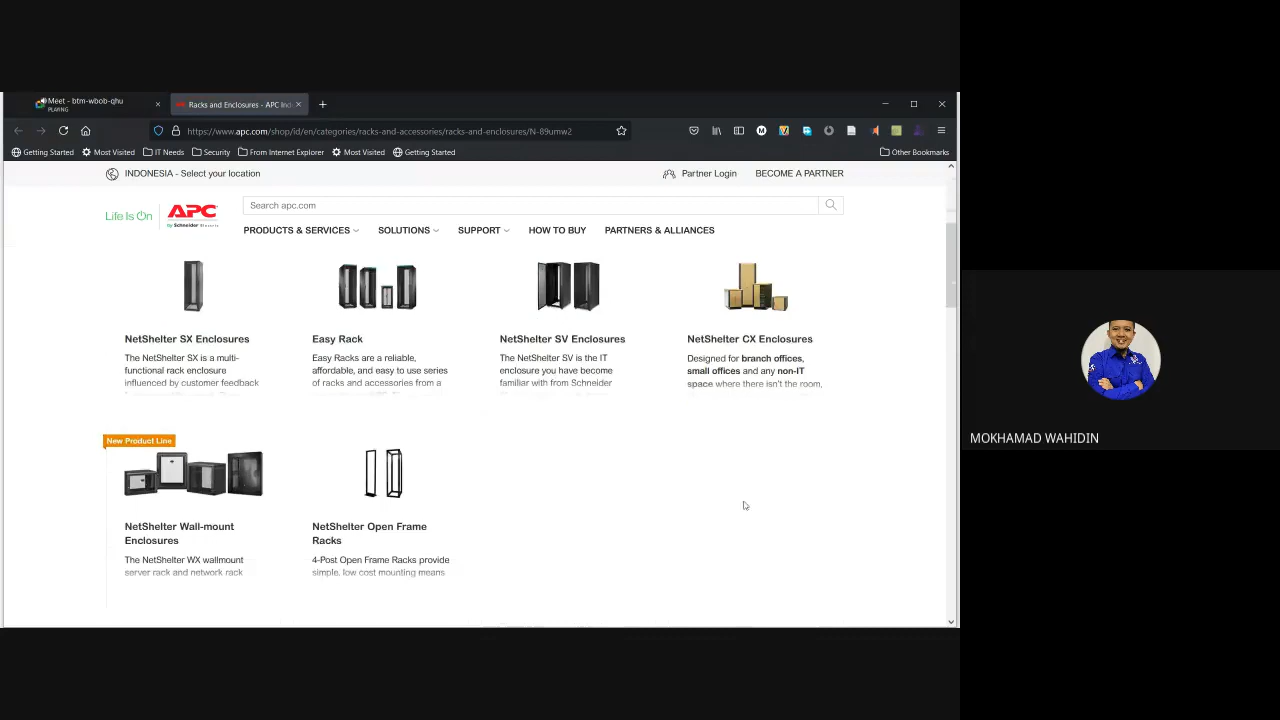 Meet - btm-wbob-qhu
PLAYING
Racks and Enclosures - APC Ind
https://www.apc.com/shop/id/en/categories/racks-and-accessories/racks-and-enclosures/N-89umw2
Getting Started
Most Visited
IT Needs
Security
From Internet Explorer
Most Visited
Getting Started
Other Bookmarks
INDONESIA - Select your location
Partner Login
BECOME A PARTNER
Life Is On
APC
by Schneider Electric
Search apc.com
PRODUCTS & SERVICES
SOLUTIONS
SUPPORT
HOW TO BUY
PARTNERS & ALLIANCES
NetShelter SX Enclosures
The NetShelter SX is a multi-
functional rack enclosure
influenced by customer feedback
Easy Rack
Easy Racks are a reliable,
affordable, and easy to use series
of racks and accessories from a
NetShelter SV Enclosures
The NetShelter SV is the IT
enclosure you have become
familiar with from Schneider
NetShelter CX Enclosures
Designed for branch offices,
small offices and any non-IT
space where there isn't the room,
New Product Line
NetShelter Wall-mount
Enclosures
The NetShelter WX wallmount
server rack and network rack
NetShelter Open Frame
Racks
4-Post Open Frame Racks provide
simple, low cost mounting means
MOKHAMAD WAHIDIN